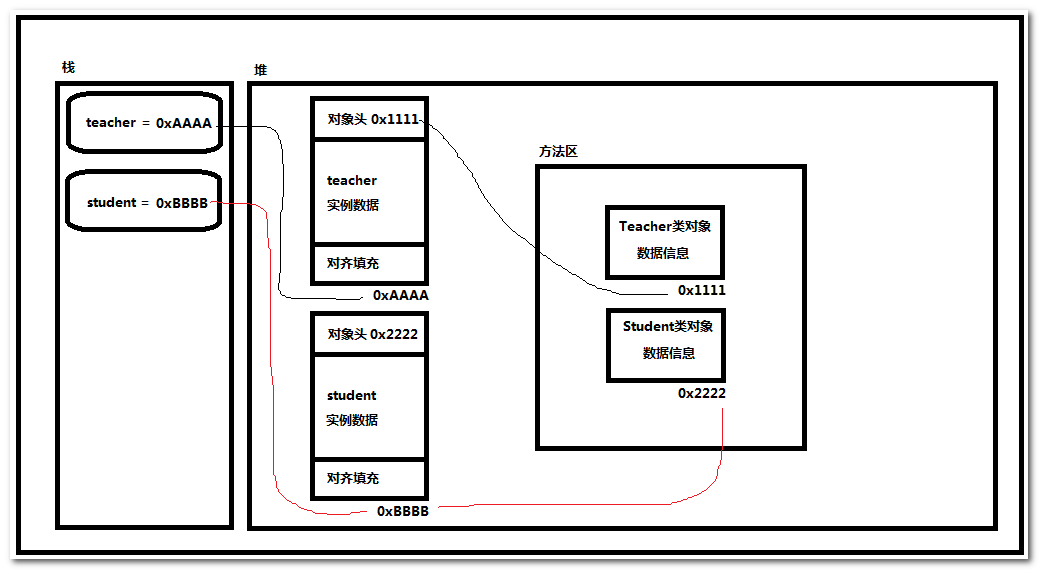 栈
teacher = 0xAAAA
student = 0xBBBB
堆
对象头 0x1111
teacher
实例数据
对齐填充
0xAAAA
对象头 0x2222
student
实例数据
对齐填充
0xBBBB
方法区
Teacher类对象
数据信息
0x1111
Student类对象
数据信息
0x2222